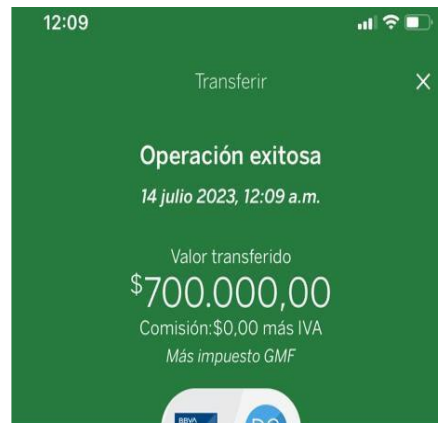 12:09
Transferir
Operación exitosa
14 julio 2023, 12:09 a.m.
Valor transferido
$700.000,00
Comisión:$0,00 más IVA
Más impuesto GMF
BBVA